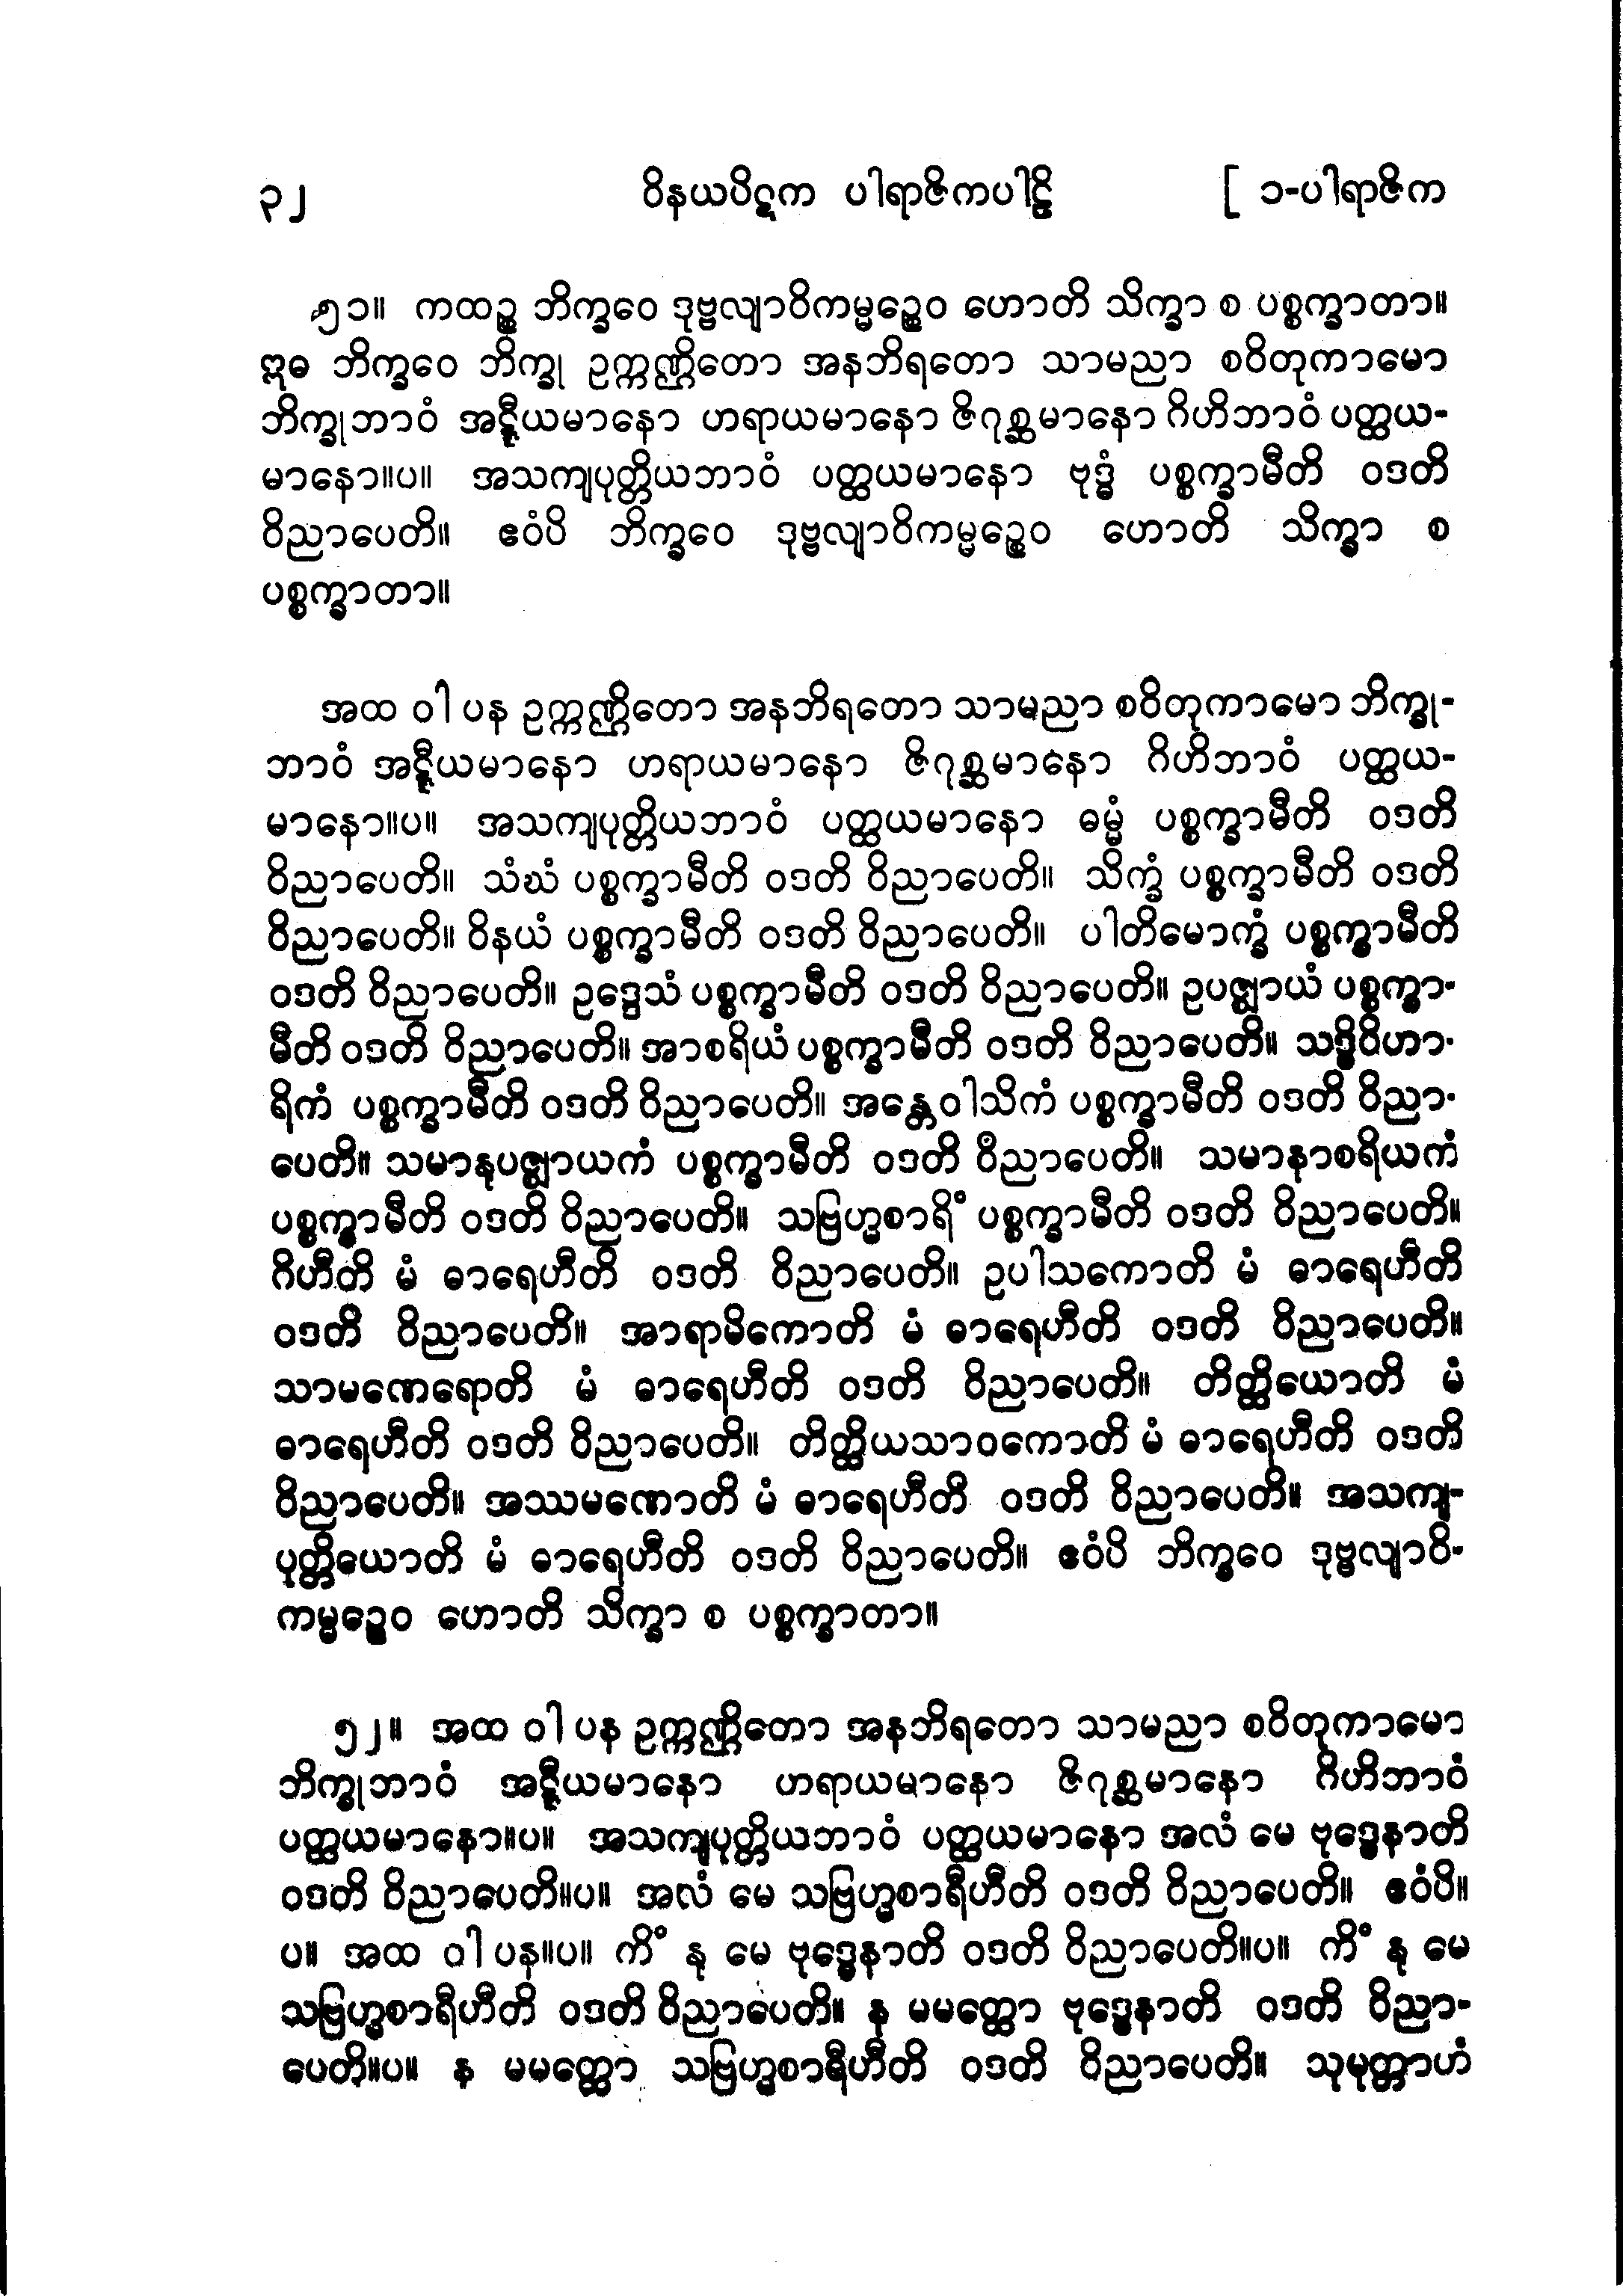 ၃၂ ဝိနယပိဋက ပါရာဇိကပါဠိ [ ၁-ပါရာဇိက
၅၁။ ကထဉ္စ ဘိက္ခဝေ ဒုဗ္ဗလျာဝိကမ္မဉ္စေဝ ဟောတိ သိက္ခာ စ ပစ္စက္ခာတာ။
ဣဓ ဘိက္ခဝေ ဘိက္ခု ဥက္ကဏ္ဌိတော အနဘိရတော သာမညာ စဝိတုကာမော
ဘိက္ခုဘာဝံ အဋ္ဋီယမာနော ဟရာယမာနော ဇိဂုစ္ဆမာနော ဂိဟိဘာဝံ ပတ္ထယ-
မာနော။ပ။ အသကျပုတ္တိယဘာဝံ ပတ္ထယမာနော ဗုဒ္ဓံ ပစ္စက္ခာမီတိ ဝဒတိ
ဝိညာပေတိ။ ဧဝံပိ ဘိက္ခဝေ ဒုဗ္ဗလျာဝိကမ္မဉ္စေဝ ဟောတိ သိက္ခာ စ
ပစ္စက္ခာတာ။
အထ ဝါ ပန ဥက္ကဏ္ဌိတော အနဘိရတော သာမညာ စဝိတုကာမော ဘိက္ခု-
ဘာဝံ အဋ္ဋီယမာနော ဟရာယမာနော ဇိဂုစ္ဆမာနော ဂိဟိဘာဝံ ပတ္ထယ-
မာနော။ပ။ အသကျပုတ္တိယဘာဝံ ပတ္ထယမာနော ဓမ္မံ ပစ္စက္ခာမီတိ ဝဒတိ
ဝိညာပေတိ။ သံဃံ ပစ္စက္ခာမီတိ ဝဒတိ ဝိညာပေတိ။ သိက္ခံ ပစ္စက္ခာမီတိ ဝဒတိ
ဝိညာပေတိ။ ဝိနယံ ပစ္စက္ခာမီတိ ဝဒတိ ဝိညာပေတိ။ ပါတိမောက္ခံ ပစ္စက္ခာမီတိ
ဝဒတိ ဝိညာပေတိ။ ဥဒ္ဒေသံ ပစ္စက္ခာမီတိ ဝဒတိ ဝိညာပေတိ။ ဥပဇ္ဈာယံ ပစ္စက္ခာ-
မီတိ ဝဒတိ ဝိညာပေတိ။ အာစရိယံ ပစ္စက္ခာမီတိ ဝဒတိ ဝိညာပေတိ။ သဒ္ဓိဝိဟာ-
ရိကံ ပစ္စက္ခာမီတိ ဝဒတိ ဝိညာပေတိ။ အန္တေဝါသိကံ ပစ္စက္ခာမီတိ ဝဒတိ ဝိညာ-
ပေတိ။ သမာနုပဇ္ဈာယကံ ပစ္စက္ခာမီတိ ဝဒတိ ဝိညာပေတိ။ သမာနာစရိယကံ
ပစ္စက္ခာမီတိ ဝဒတိ ဝိညာပေတိ။ သဗြဟ္မစာရိံ ပစ္စက္ခာမီတိ ဝဒတိ ဝိညာပေတိ။
ဂိဟီတိ မံ ဓာရေဟီတိ ဝဒတိ ဝိညာပေတိ။ ဥပါသကောတိ မံ ဓာရေဟီတိ
ဝဒတိ ဝိညာပေတိ။ အာရာမိကောတိ မံ ဓာရေဟီတိ ဝဒတိ ဝိညာပေတိ။
သာမဏေရောတိ မံ ဓာရေဟီတိ ဝဒတိ ဝိညာပေတိ။ တိတ္ထိယောတိ မံ
ဓာရေဟီတိ ဝဒတိ ဝိညာပေတိ။ တိတ္ထိယသာဝကောတိ မံ ဓာရေဟီတိ ဝဒတိ
ဝိညာပေတိ။ အဿမဏောတိ မံ ဓာရေဟီတိ ဝဒတိ ဝိညာပေတိ။ အသကျ-
ပုတ္တိယောတိ မံ ဓာရေဟီတိ ဝဒတိ ဝိညာပေတိ။ ဧဝံပိ ဘိက္ခဝေ ဒုဗ္ဗလျာဝိ-
ကမ္မဉ္စေဝ ဟောတိ သိက္ခာ စ ပစ္စက္ခာတာ။
၅၂။ အထ ဝါ ပန ဥက္ကဏ္ဌိတော အနဘိရတော သာမညာ စဝိတုကာမော
ဘိက္ခုဘာဝံ အဋ္ဋီယမာနော ဟရာယမာနော ဇိဂုစ္ဆမာနော ဂိဟိဘာဝံ
ပတ္ထယမာနော။ပ။ အသကျပုတ္တိယဘာဝံ ပတ္ထယမာနော အလံ မေ ဗုဒ္ဓေနာတိ
ဝဒတိ ဝိညာပေတိ။ပ။ အလံ မေ သဗြဟ္မစာရီဟီတိ ဝဒတိ ဝိညာပေတိ။ ဧဝံပိ။
ပ။ အထ ဝါ ပန။ပ။ ကိံ နု မေ ဗုဒ္ဓေနာတိ ဝဒတိ ဝိညာပေတိ။ပ။ ကိံ နု မေ
သဗြဟ္မစာရီဟီတိ ဝဒတိ ဝိညာပေတိ။ န မမတ္ထော ဗုဒ္ဓေနာတိ ဝဒတိ ဝိညာ-
ပေတိ။ပ။ န မမတ္ထော သဗြဟ္မစာရီဟီတိ ဝဒတိ ဝိညာပေတိ။ သုမုတ္တာဟံ